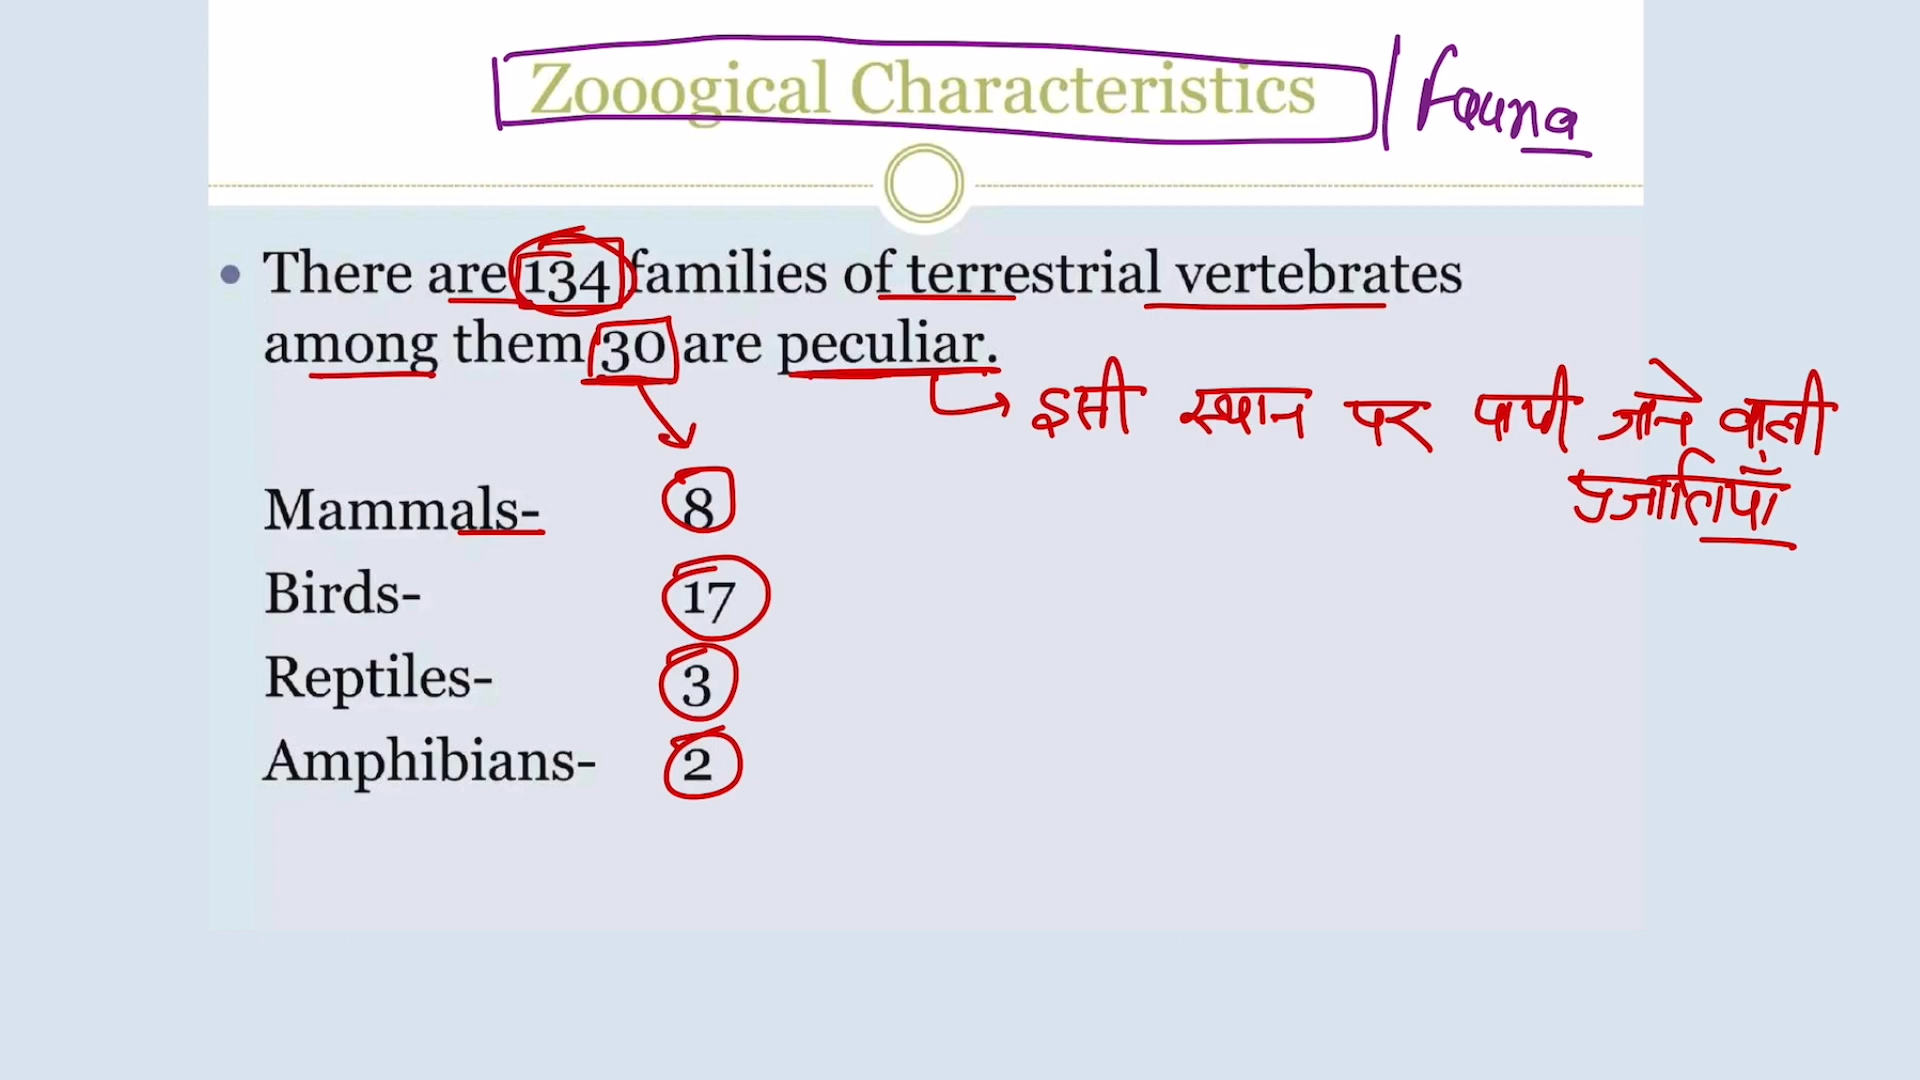 Zooogical Characteristics / Fauna
• There are 134 families of terrestrial vertebrates
among them 30 are peculiar.
इसी स्थान पर पायी जाने वाली
प्रजातियाँ
Mammals- 8
Birds- 17
Reptiles- 3
Amphibians- 2